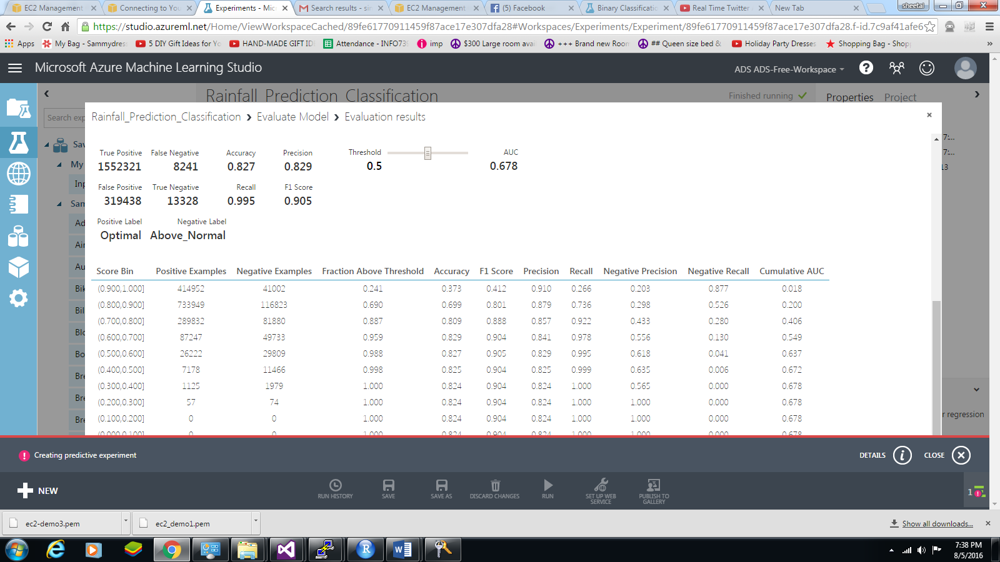 EC2 Management
Connecting to You
Experiments - Micr
Search results - sin
EC2 Management
(5) Facebook
Binary Classificatio
Real Time Twitter
New Tab
sheetal
https://studio.azureml.net/Home/ViewWorkspaceCached/89fe61770911459f87ace17e307dfa28#Workspaces/Experiments/Experiment/89fe61770911459f87ace17e307dfa28.f-id.7c9af41afe6
Apps My Bag - Sammydres 5 DIY Gift Ideas for Yo HAND-MADE GIFT ID Attendance - INFO739 imp $300 Large room avai +++ Brand new Room ## Queen size bed & Holiday Party Dresses Shopping Bag - Shop »
Microsoft Azure Machine Learning Studio
ADS ADS-Free-Workspace
Rainfall_Prediction_Classification
Finished running
Properties Project
Search exp
Rainfall_Prediction_Classification › Evaluate Model › Evaluation results
Sav
My
Inp
Sam
Ad
Air
Au
Bik
Bil
Blo
Bo
Bre
Bre
Bre
7:...
7:...
13
r regression
True Positive False Negative Accuracy Precision Threshold AUC
1552321 8241 0.827 0.829 0.5 0.678
False Positive True Negative Recall F1 Score
319438 13328 0.995 0.905
Positive Label Negative Label
Optimal Above_Normal
Score Bin Positive Examples Negative Examples Fraction Above Threshold Accuracy F1 Score Precision Recall Negative Precision Negative Recall Cumulative AUC
(0.900,1.000] 414952 41002 0.241 0.373 0.412 0.910 0.266 0.203 0.877 0.018
(0.800,0.900] 733949 116823 0.690 0.699 0.801 0.879 0.736 0.298 0.526 0.200
(0.700,0.800] 289832 81880 0.887 0.809 0.888 0.857 0.922 0.433 0.280 0.406
(0.600,0.700] 87247 49733 0.959 0.829 0.904 0.841 0.978 0.556 0.130 0.549
(0.500,0.600] 26222 29809 0.988 0.827 0.905 0.829 0.995 0.618 0.041 0.637
(0.400,0.500] 7178 11466 0.998 0.825 0.904 0.825 0.999 0.635 0.006 0.672
(0.300,0.400] 1125 1979 1.000 0.824 0.904 0.824 1.000 0.565 0.000 0.678
(0.200,0.300] 57 74 1.000 0.824 0.904 0.824 1.000 1.000 0.000 0.678
(0.100,0.200] 0 0 1.000 0.824 0.904 0.824 1.000 1.000 0.000 0.678
(0.000,0.100] 0 0 1.000 0.824 0.904 0.824 1.000 1.000 0.000 0.678
Creating predictive experiment
DETAILS CLOSE
NEW
RUN HISTORY
SAVE
SAVE AS
DISCARD CHANGES
RUN
SET UP WEB
SERVICE
PUBLISH TO
GALLERY
1
ec2-demo3.pem
ec2_demo1.pem
Show all downloads...
7:38 PM
8/5/2016